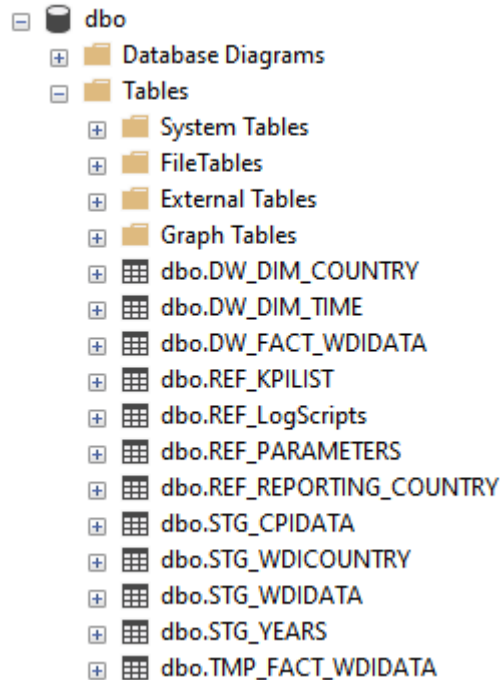 dbo
Database Diagrams
Tables
System Tables
FileTables
External Tables
Graph Tables
dbo.DW_DIM_COUNTRY
dbo.DW_DIM_TIME
dbo.DW_FACT_WDIDATA
dbo.REF_KPILIST
dbo.REF_LogScripts
dbo.REF_PARAMETERS
dbo.REF_REPORTING_COUNTRY
dbo.STG_CPIDATA
dbo.STG_WDICOUNTRY
dbo.STG_WDIDATA
dbo.STG_YEARS
dbo.TMP_FACT_WDIDATA